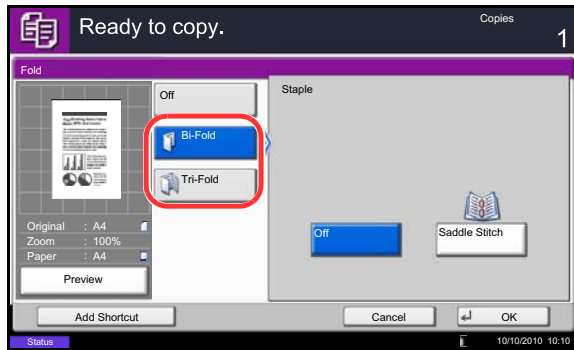 Ready to copy.
Copies
1
Fold
Off
Staple
Bi-Fold
Tri-Fold
Original : A4
Zoom : 100%
Paper : A4
Off
Saddle Stitch
Preview
Add Shortcut
Cancel
OK
Status
10/10/2010 10:10